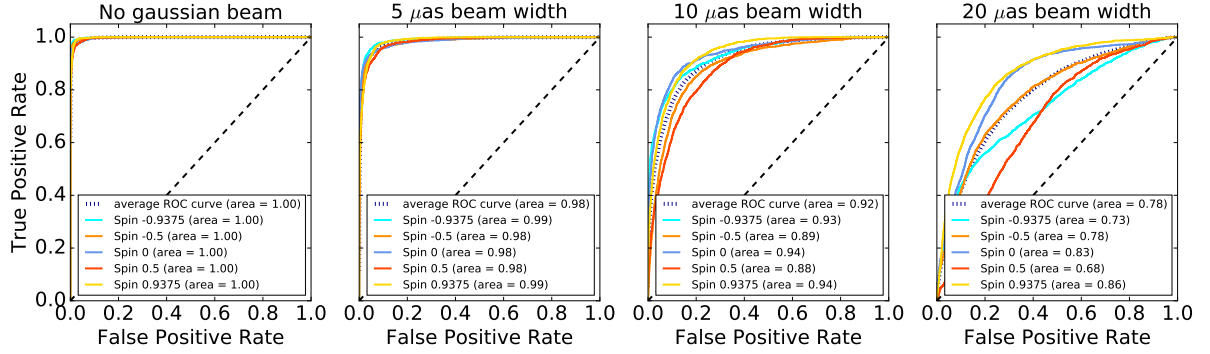 No gaussian beam
5 μas beam width
10 μas beam width
20 μas beam width
0.0 0.2 0.4 0.6 0.8 1.0
0.0 0.2 0.4 0.6 0.8 1.0
0.0 0.2 0.4 0.6 0.8 1.0
0.0 0.2 0.4 0.6 0.8 1.0
False Positive Rate
False Positive Rate
False Positive Rate
False Positive Rate
1.0
0.8
0.6
0.4
0.2
0.0
True Positive Rate
average ROC curve (area = 1.00)
Spin -0.9375 (area = 1.00)
Spin -0.5 (area = 1.00)
Spin 0 (area = 1.00)
Spin 0.5 (area = 1.00)
Spin 0.9375 (area = 1.00)
average ROC curve (area = 0.98)
Spin -0.9375 (area = 0.99)
Spin -0.5 (area = 0.98)
Spin 0 (area = 0.98)
Spin 0.5 (area = 0.98)
Spin 0.9375 (area = 0.99)
average ROC curve (area = 0.92)
Spin -0.9375 (area = 0.93)
Spin -0.5 (area = 0.89)
Spin 0 (area = 0.94)
Spin 0.5 (area = 0.88)
Spin 0.9375 (area = 0.94)
average ROC curve (area = 0.78)
Spin -0.9375 (area = 0.73)
Spin -0.5 (area = 0.78)
Spin 0 (area = 0.83)
Spin 0.5 (area = 0.68)
Spin 0.9375 (area = 0.86)